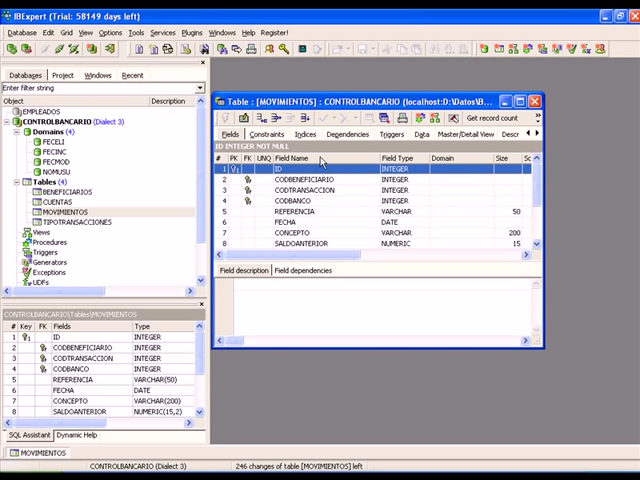 IBExpert (Trial: 58149 days left)
Database Edit Grid View Options Tools Services Plugins Windows Help Register!
Databases Project Windows Recent
Enter filter string
Object Description
EMPLEADOS
CONTROLBANCARIO (Dialect 3)
Domains (4)
FECELI
FECINC
FECMOD
NOMUSU
Tables (4)
BENEFICIARIOS
CUENTAS
MOVIMIENTOS
TIPOTRANSACCIONES
Views
Procedures
Triggers
Generators
Exceptions
UDFs
CONTROLBANCARIO\Tables\MOVIMIENTOS
# Key FK Fields Type
1 ID INTEGER
2 CODBENEFICIARIO INTEGER
3 CODTRANSACCION INTEGER
4 CODBANCO INTEGER
5 REFERENCIA VARCHAR(50)
6 FECHA DATE
7 CONCEPTO VARCHAR(200)
8 SALDOANTERIOR NUMERIC(15,2)
SQL Assistant Dynamic Help
Table : [MOVIMIENTOS] : CONTROLBANCARIO (localhost:D:\Datos\B...
Get record count
Fields Constraints Indices Dependencies Triggers Data Master/Detail View Descr
ID INTEGER NOT NULL
# PK FK UNQ Field Name Field Type Domain Size Sc
1 1 ID INTEGER
2 CODBENEFICIARIO INTEGER
3 CODTRANSACCION INTEGER
4 CODBANCO INTEGER
5 REFERENCIA VARCHAR 50
6 FECHA DATE
7 CONCEPTO VARCHAR 200
8 SALDOANTERIOR NUMERIC 15
Field description Field dependencies
MOVIMIENTOS
CONTROLBANCARIO (Dialect 3) 246 changes of table [MOVIMIENTOS] left